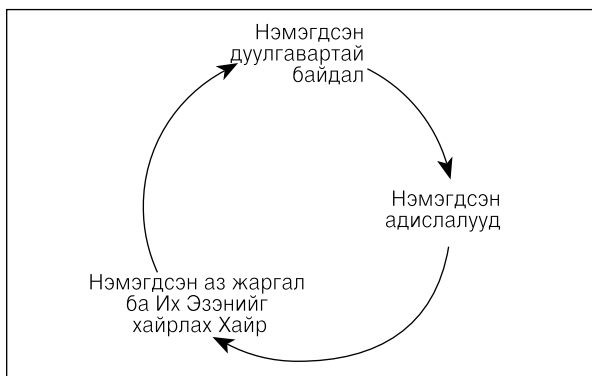 Нэмэгдсэн
дуулгавартай
байдал
Нэмэгдсэн
адислалууд
Нэмэгдсэн аз жаргал
ба Их Эзэнийг
хайрлах Хайр